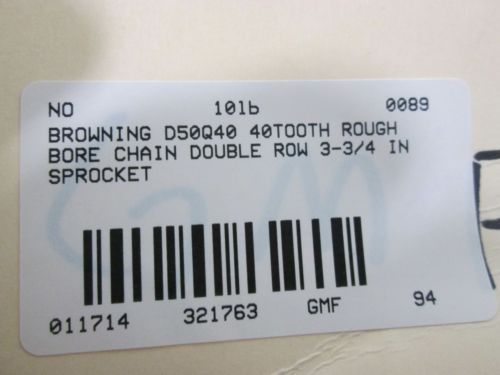 NO 101b 0089
BROWNING D50Q40 40TOOTH ROUGH
BORE CHAIN DOUBLE ROW 3-3/4 IN
SPROCKET
GM
011714 321763 GMF 94